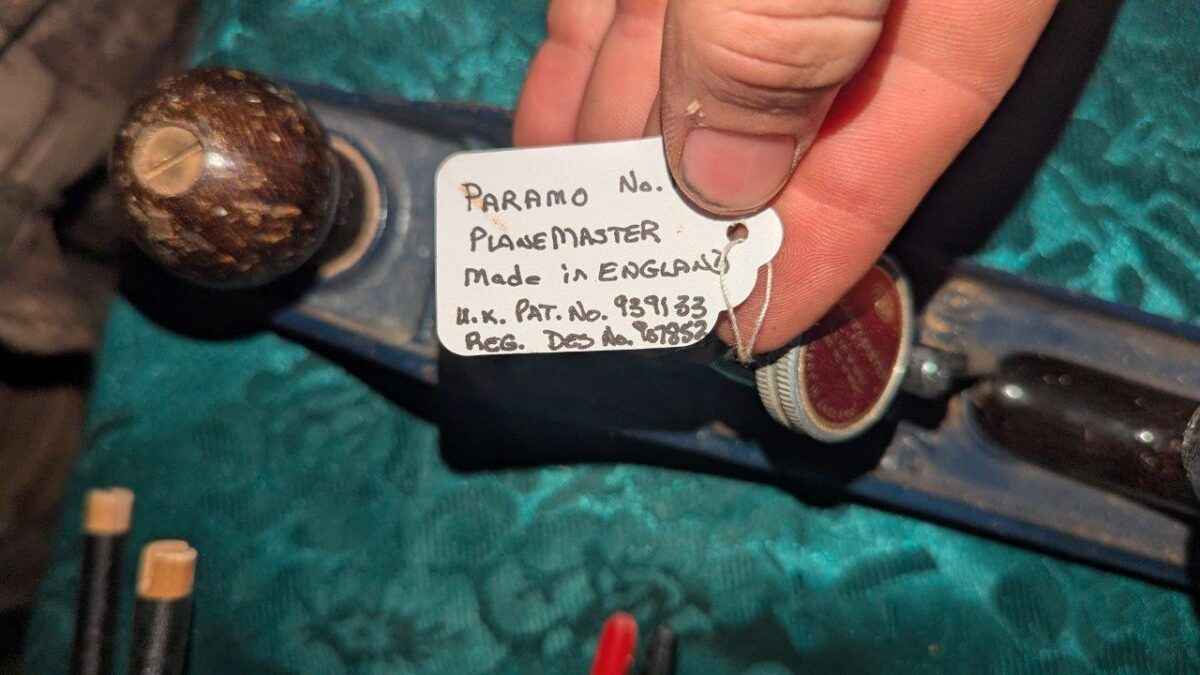 PARAMO No.
PLANEMASTER
Made in ENGLAND
U.K. PAT. No. 939133
REG. Des No. 907852